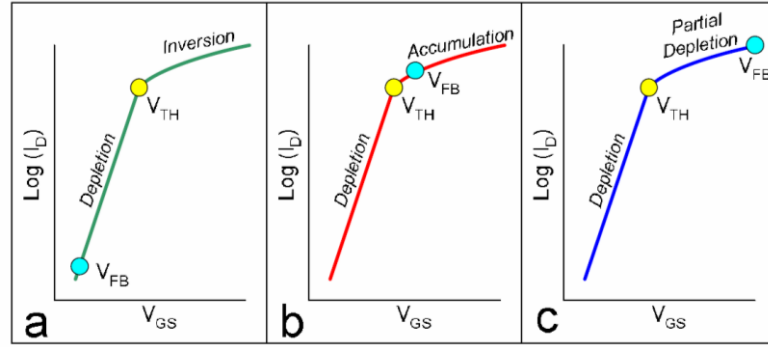 Inversion
V_TH
Depletion
Log (I_D)
V_FB
V_GS
a
Accumulation
V_FB
V_TH
Depletion
Log (I_D)
V_GS
b
Partial
Depletion
V_FB
V_TH
Depletion
Log (I_D)
V_GS
c